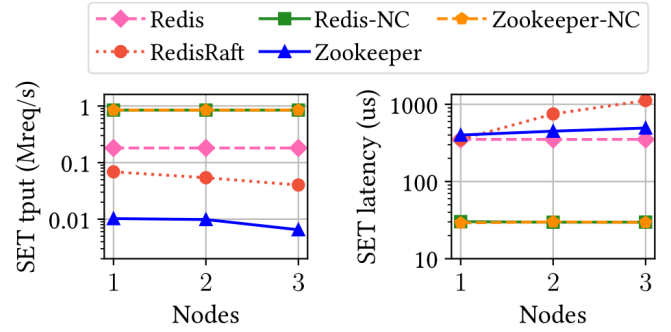 Redis Redis-NC Zookeeper-NC
RedisRaft Zookeeper
SET tput (Mreq/s)
1
0.1
0.01
1 2 3
Nodes
SET latency (us)
1000
100
10
1 2 3
Nodes